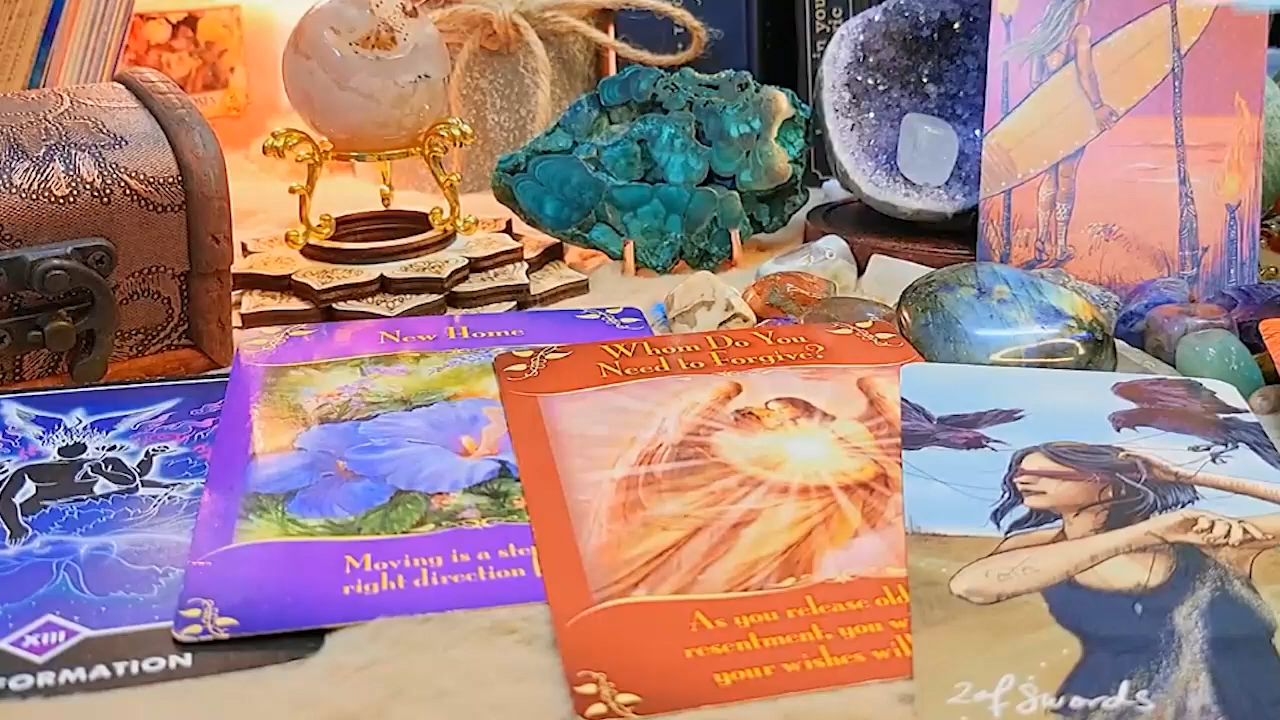 New Home
Moving is a ste
right direction
Whom Do You
Need to Forgive?
As you release old
resentment, you w
your wishes will
XIII
FORMATION
2 of Swords